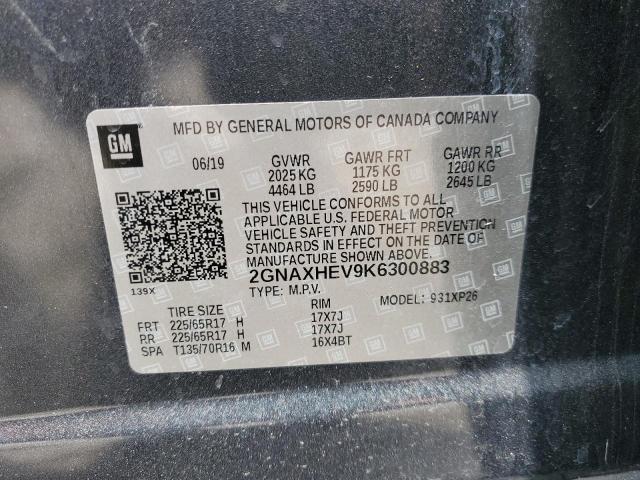 GM
MFD BY GENERAL MOTORS OF CANADA COMPANY
06/19 GVWR GAWR FRT GAWR RR
2025 KG 1175 KG 1200 KG
4464 LB 2590 LB 2645 LB
THIS VEHICLE CONFORMS TO ALL
APPLICABLE U.S. FEDERAL MOTOR
VEHICLE SAFETY AND THEFT PREVENTION
STANDARDS IN EFFECT ON THE DATE OF
MANUFACTURE SHOWN ABOVE.
139X
2GNAXHEV9K6300883
TYPE: M.P.V. MODEL: 931XP26
TIRE SIZE RIM
FRT 225/65R17 H 17X7J
RR 225/65R17 H 17X7J
SPA T135/70R16 M 16X4BT